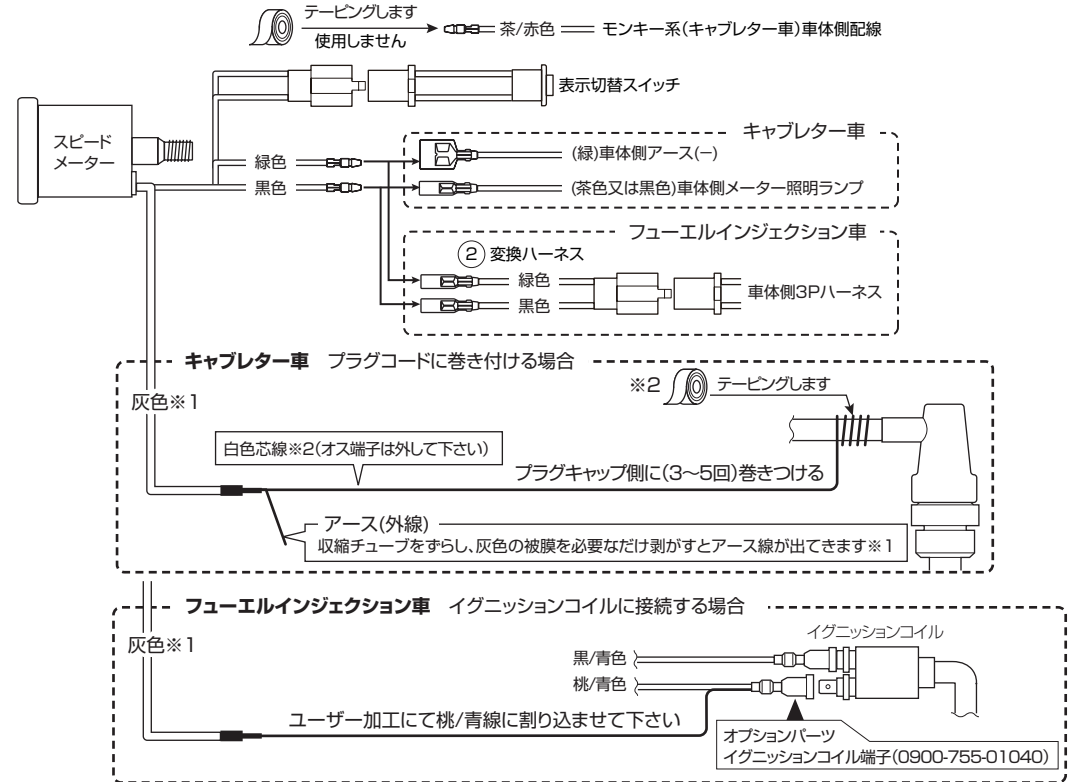 テーピングします
使用しません
茶/赤色
モンキー系(キャブレター車)車体側配線
表示切替スイッチ
スピード
メーター
緑色
黒色
キャブレター車
(緑)車体側アース(−)
(茶色又は黒色)車体側メーター照明ランプ
フューエルインジェクション車
② 変換ハーネス
緑色
黒色
車体側3Pハーネス
キャブレター車 プラグコードに巻き付ける場合
灰色※1
※2
テーピングします
白色芯線※2(オス端子は外して下さい)
プラグキャップ側に(3〜5回)巻きつける
アース(外線)
収縮チューブをずらし、灰色の被膜を必要なだけ剥がすとアース線が出てきます※1
フューエルインジェクション車 イグニッションコイルに接続する場合
灰色※1
イグニッションコイル
黒/青色
桃/青色
ユーザー加工にて桃/青線に割り込ませて下さい
オプションパーツ
イグニッションコイル端子(0900-755-01040)